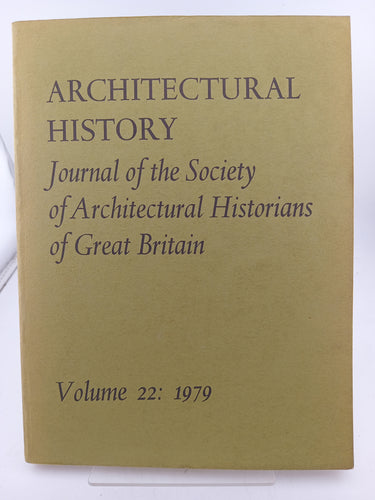 ARCHITECTURAL
HISTORY
Journal of the Society
of Architectural Historians
of Great Britain
Volume 22: 1979